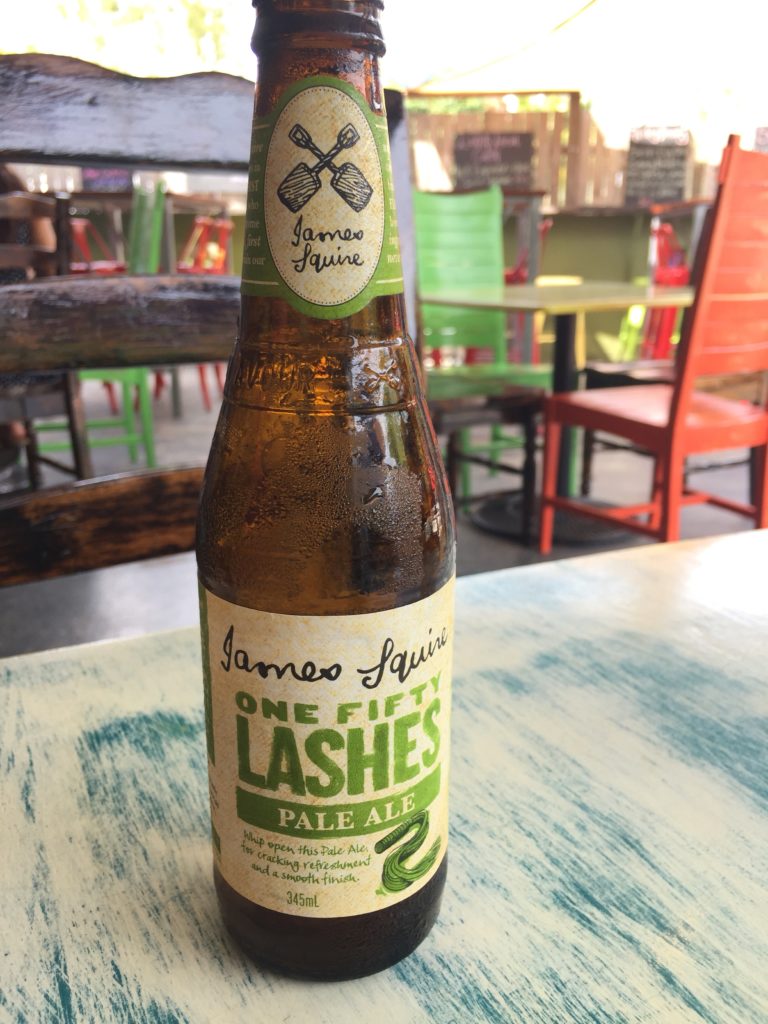 James
Squire
James Squire
ONE FIFTY
LASHES
PALE ALE
Whip open this Pale Ale,
for cracking refreshment
and a smooth finish.
345mL